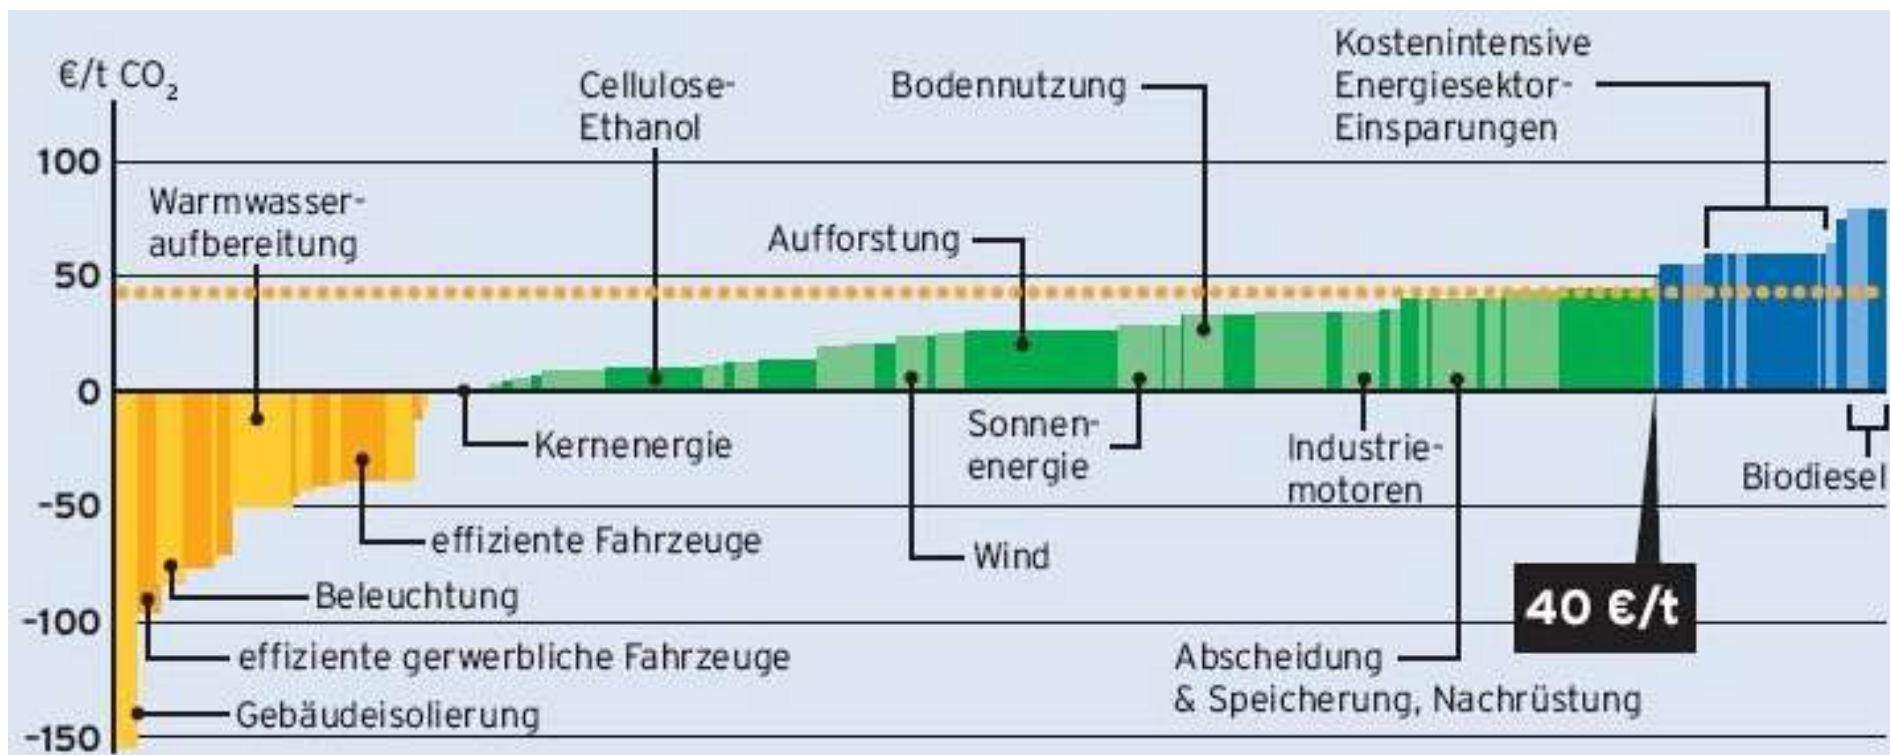 €/t CO₂
100
50
0
-50
-100
-150
Warmwasser-
aufbereitung
Cellulose-
Ethanol
Aufforstung
Bodennutzung
Kostenintensive
Energiesektor-
Einsparungen
Kernenergie
Sonnen-
energie
Industrie-
motoren
Biodiesel
effiziente Fahrzeuge
Wind
Beleuchtung
40 €/t
effiziente gerwerbliche Fahrzeuge
Abscheidung
& Speicherung, Nachrüstung
Gebäudeisolierung